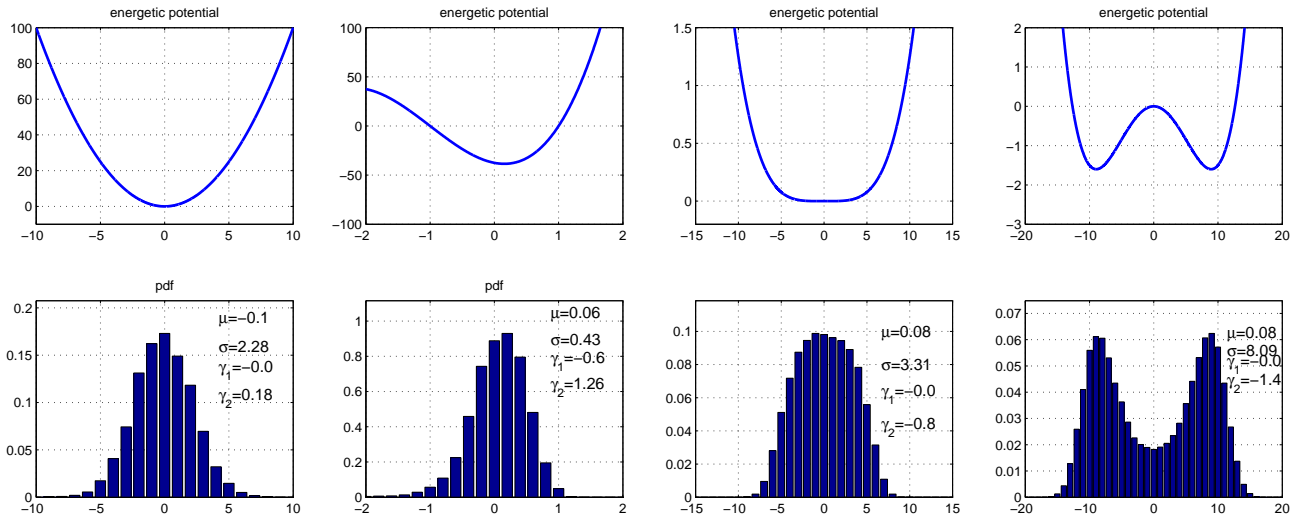 energetic potential
energetic potential
energetic potential
energetic potential
100
80
60
40
20
0
−10 −5 0 5 10
100
50
0
−50
−100
−2 −1 0 1 2
1.5
1
0.5
0
−15 −10 −5 0 5 10 15
2
1
0
−1
−2
−3
−20 −10 0 10 20
pdf
0.2
0.15
0.1
0.05
0
−10 −5 0 5 10
μ=−0.1
σ=2.28
γ1=−0.0
γ2=0.18
pdf
1
0.8
0.6
0.4
0.2
0
−2 −1 0 1 2
μ=0.06
σ=0.43
γ1=−0.6
γ2=1.26
0.1
0.08
0.06
0.04
0.02
0
−15 −10 −5 0 5 10 15
μ=0.08
σ=3.31
γ1=−0.0
γ2=−0.8
0.07
0.06
0.05
0.04
0.03
0.02
0.01
0
−20 −10 0 10 20
μ=0.08
σ=8.09
γ1=−0.0
γ2=−1.4